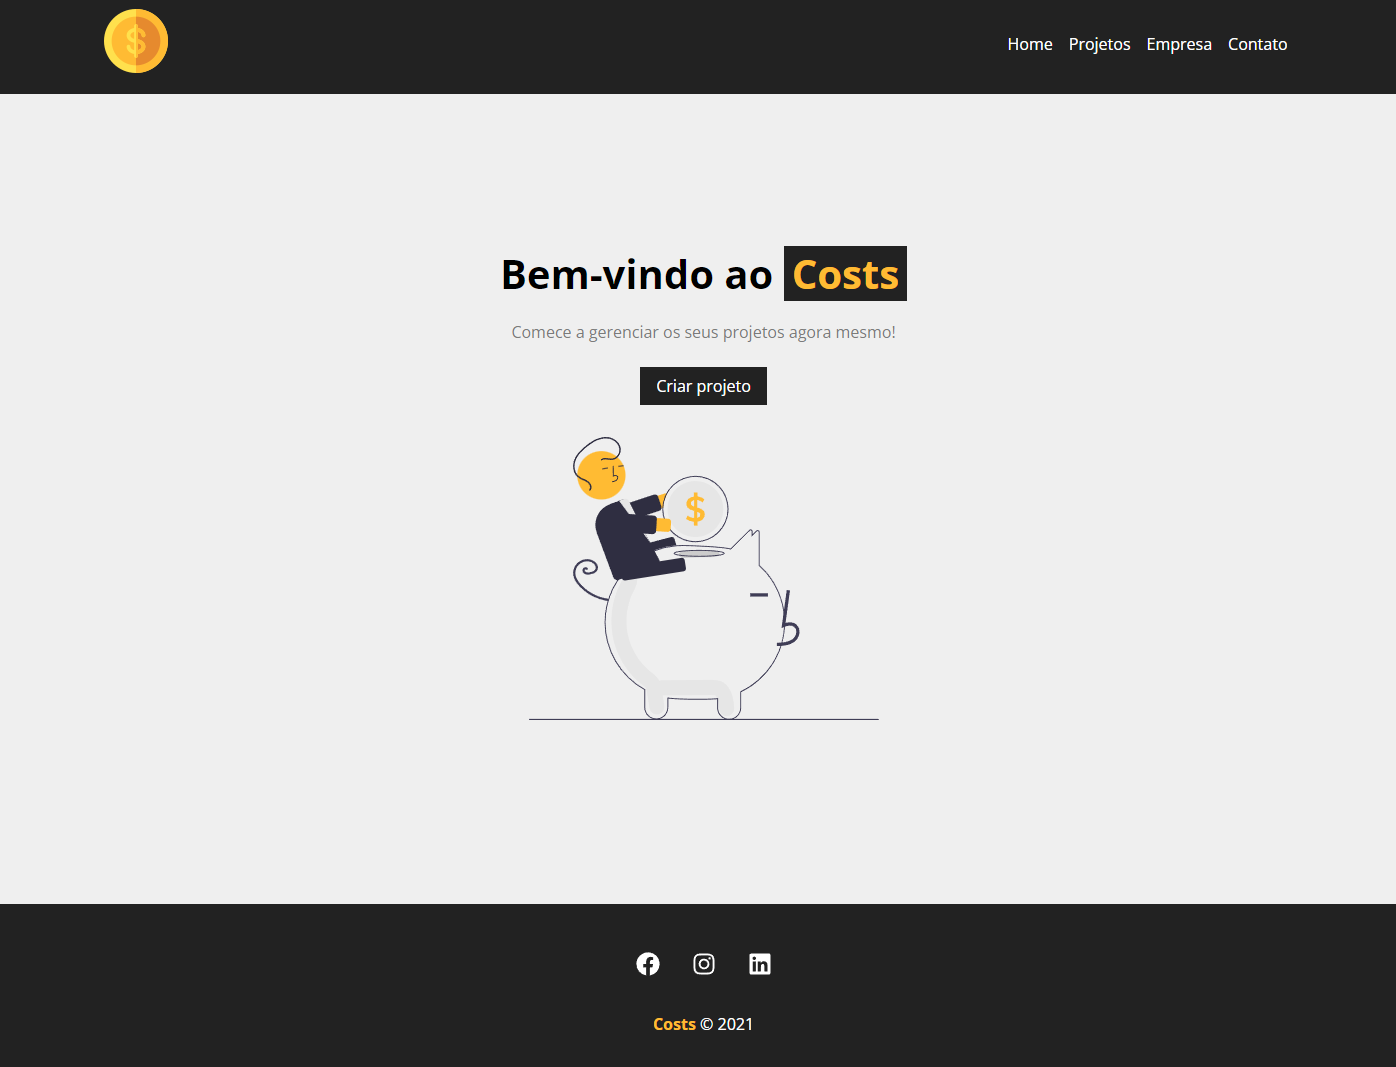 $
Home Projetos Empresa Contato
Bem-vindo ao Costs
Comece a gerenciar os seus projetos agora mesmo!
Criar projeto
$
Costs © 2021